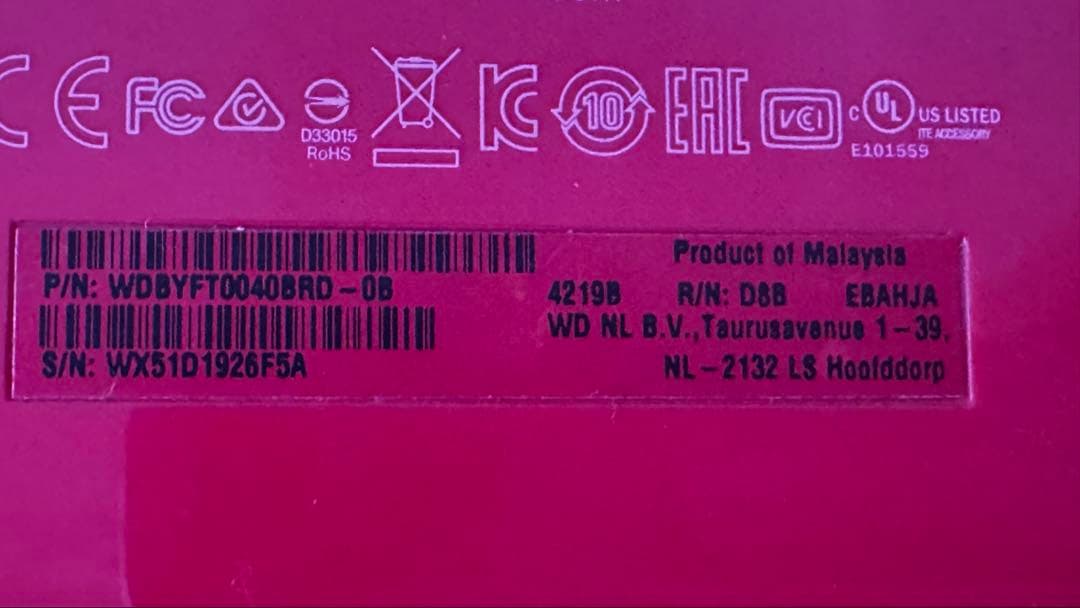 CE FC D33015 RoHS KC 10 EAC VCI c UL US LISTED
ITE ACCESSORY
E101559
Product of Malaysia
P/N: WDBYFT0040BRD-0B
4219B R/N: D8B EBAHJA
WD NL B.V., Taurusavenue 1-39,
S/N: WX51D1926F5A
NL-2132 LS Hoofddorp